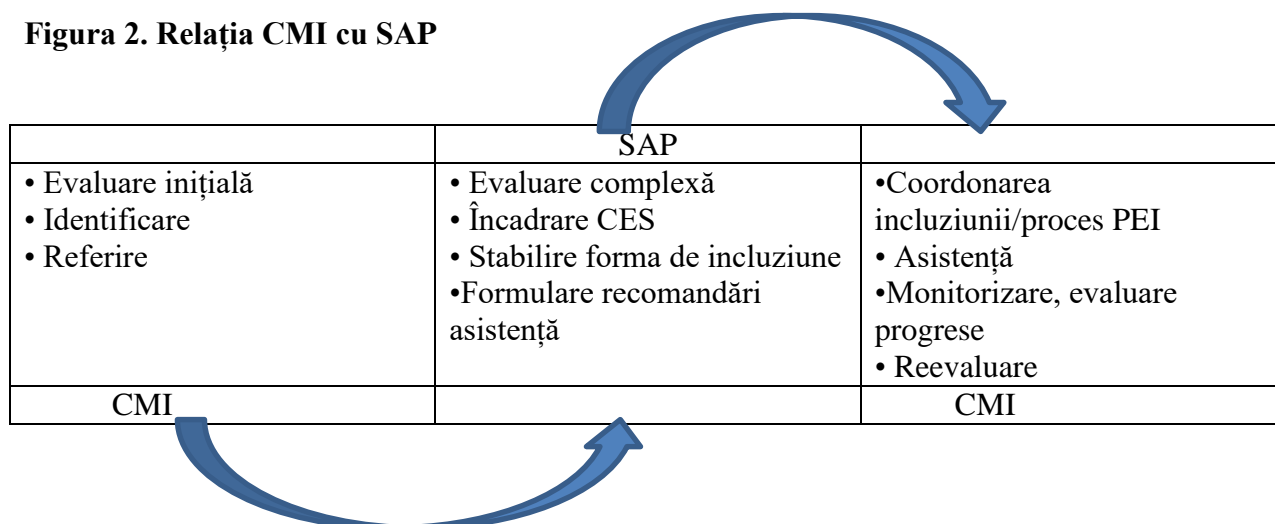 Figura 2. Relația CMI cu SAP
SAP
• Evaluare inițială
• Identificare
• Referire
• Evaluare complexă
• Încadrare CES
• Stabilire forma de incluziune
•Formulare recomandări
asistență
•Coordonarea
incluziunii/proces PEI
• Asistență
•Monitorizare, evaluare
progrese
• Reevaluare
CMI
CMI